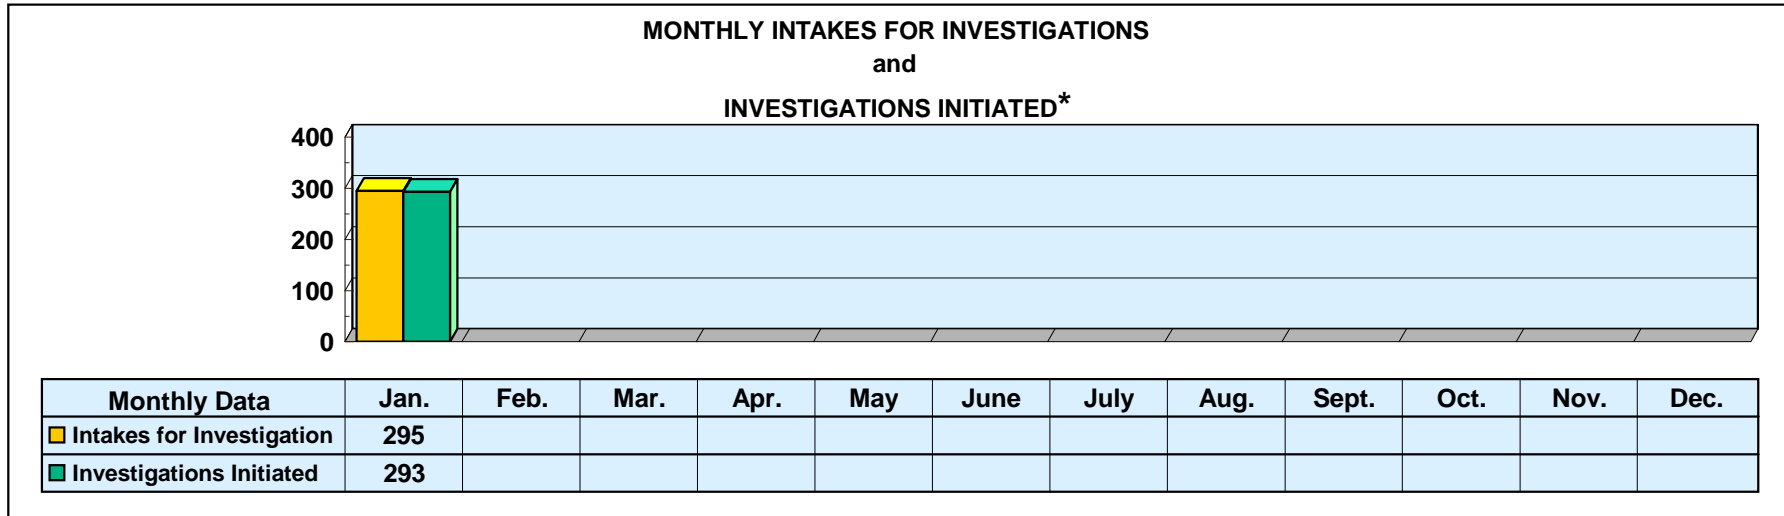 MONTHLY INTAKES FOR INVESTIGATIONS
and
INVESTIGATIONS INITIATED*
400
300
200
100
0
Monthly Data Jan. Feb. Mar. Apr. May June July Aug. Sept. Oct. Nov. Dec.
Intakes for Investigation 295
Investigations Initiated 293